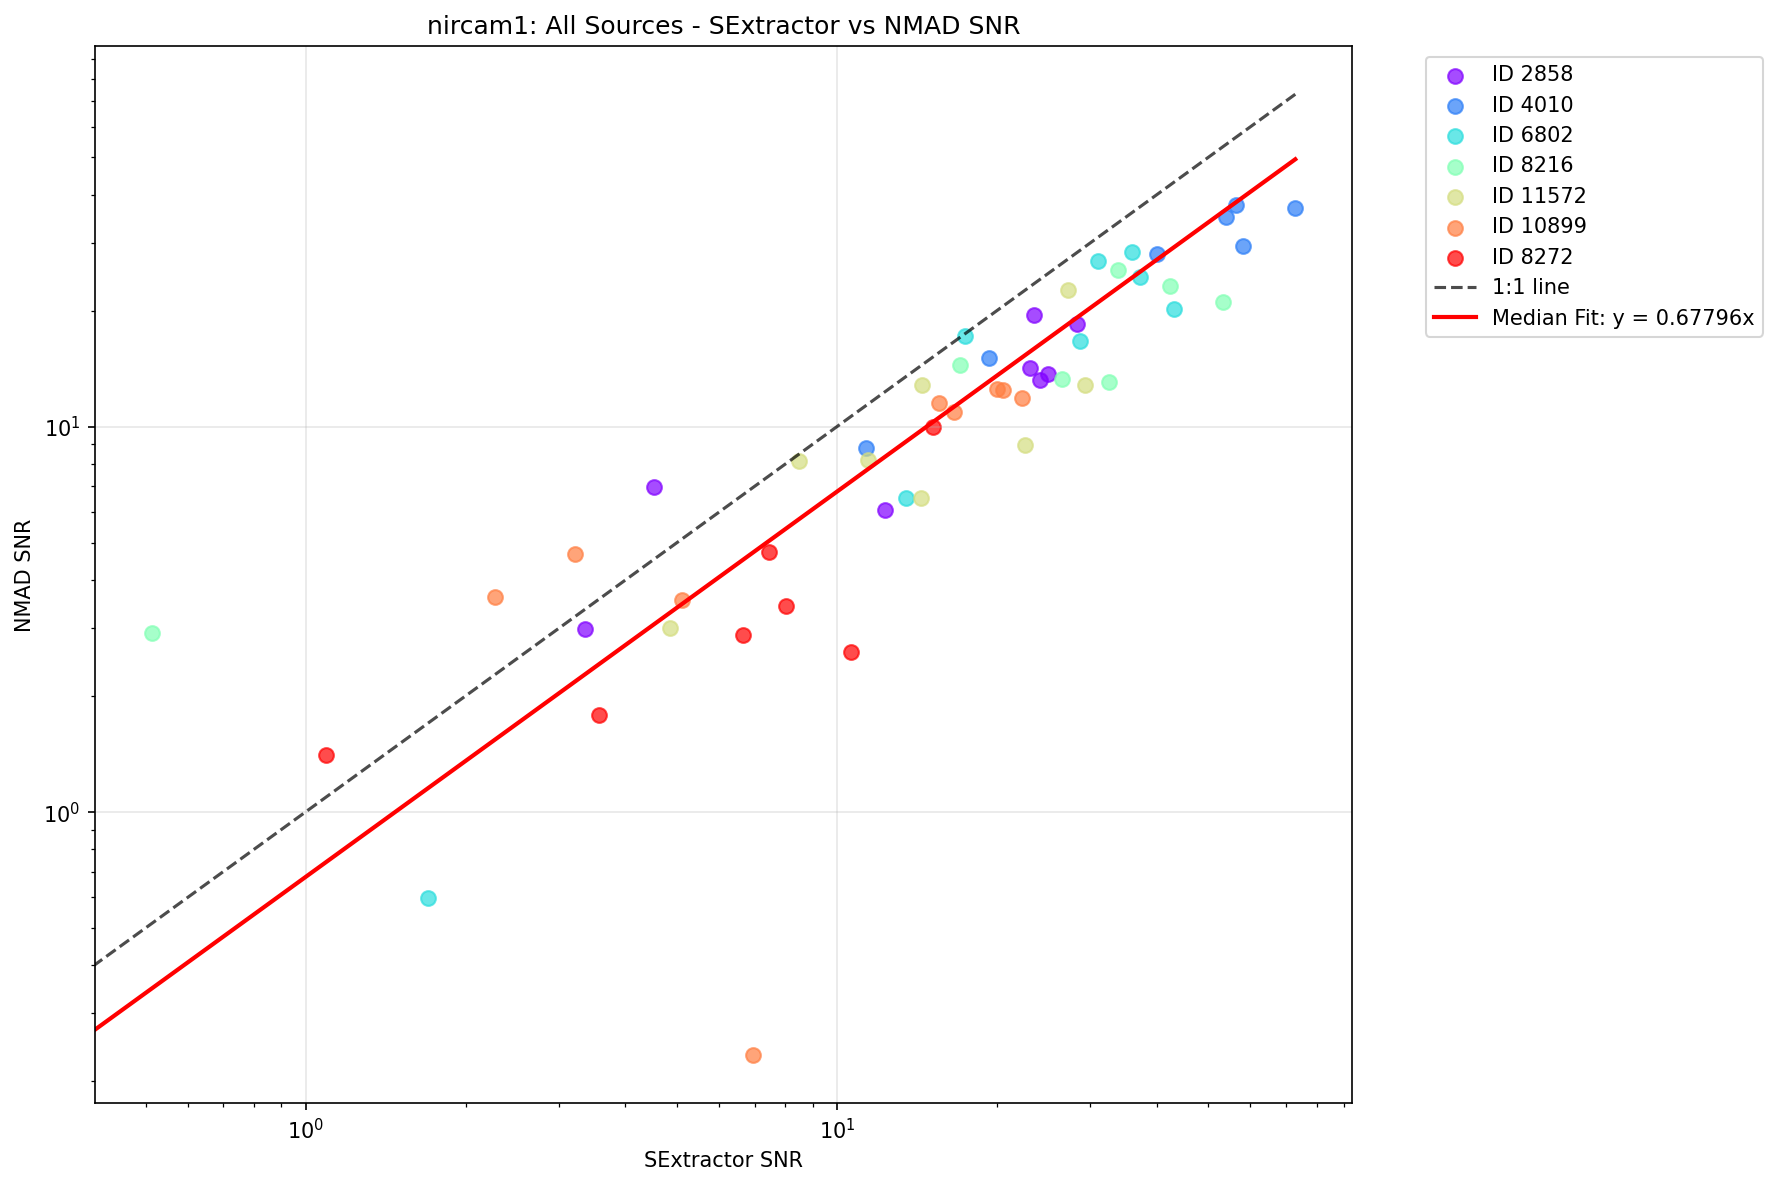 nircam1: All Sources - SExtractor vs NMAD SNR
ID 2858
ID 4010
ID 6802
ID 8216
ID 11572
ID 10899
ID 8272
1:1 line
Median Fit: y = 0.67796x
NMAD SNR
10¹
10⁰
10⁰
10¹
SExtractor SNR